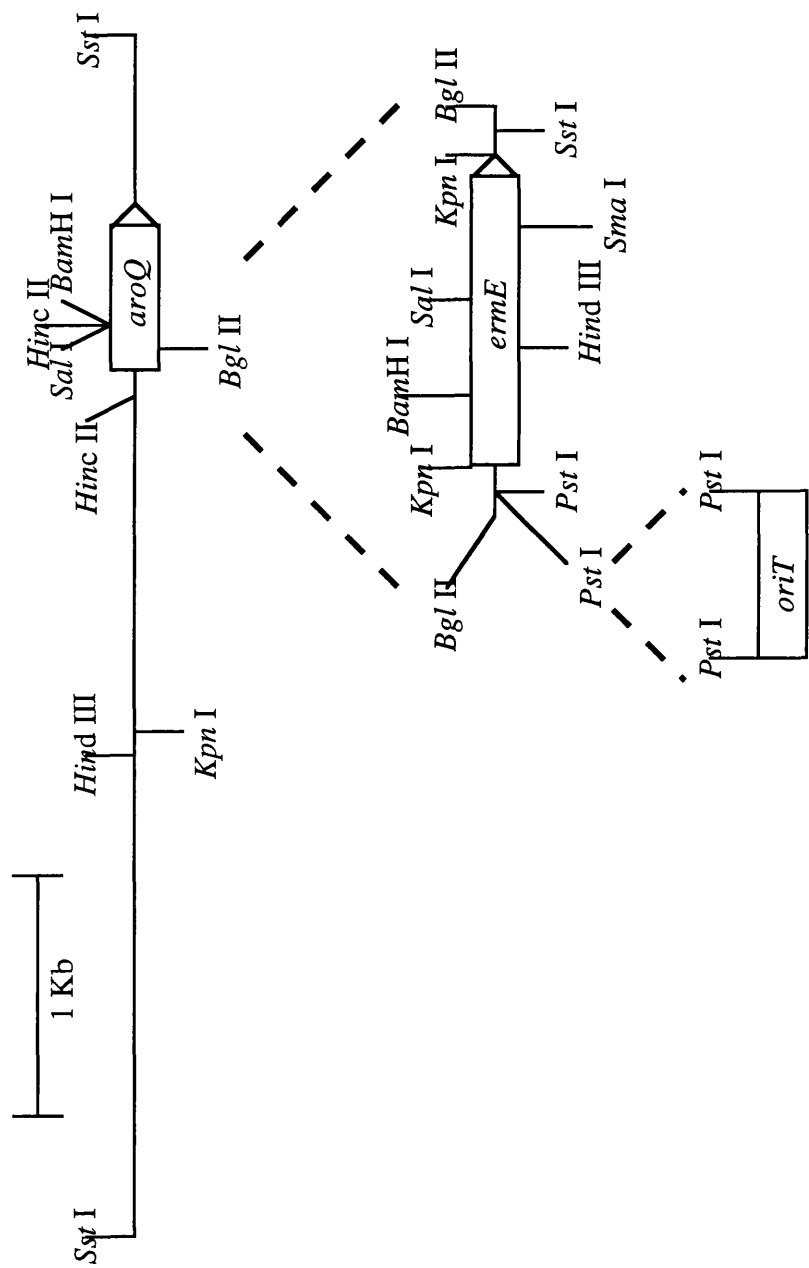 1 Kb
Sst I
Hind III
Kpn I
Hinc II
Sal I
Hinc II
BamH I
Bgl II
aroQ
Sst I
Bgl II
Kpn I
BamH I
Sal I
Kpn I
Bgl II
ermE
Pst I
Pst I
Hind III
Sma I
Sst I
Pst I
Pst I
oriT